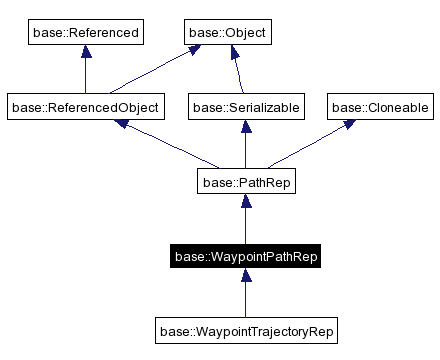 base::Referenced
base::Object
base::ReferencedObject
base::Serializable
base::Cloneable
base::PathRep
base::WaypointPathRep
base::WaypointTrajectoryRep